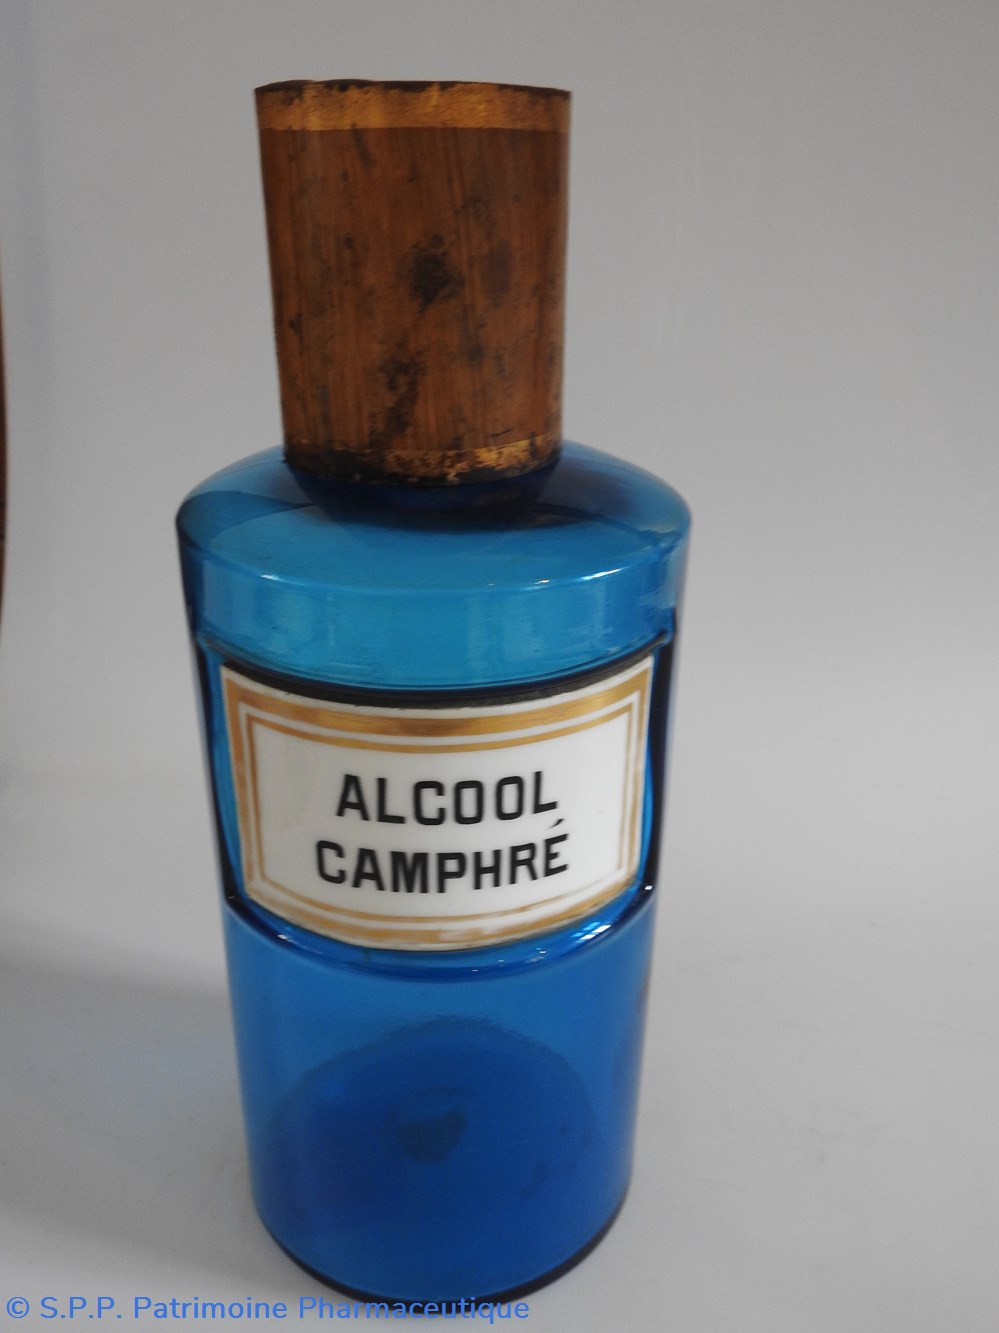 ALCOOL
CAMPHRÉ
© S.P.P. Patrimoine Pharmaceutique